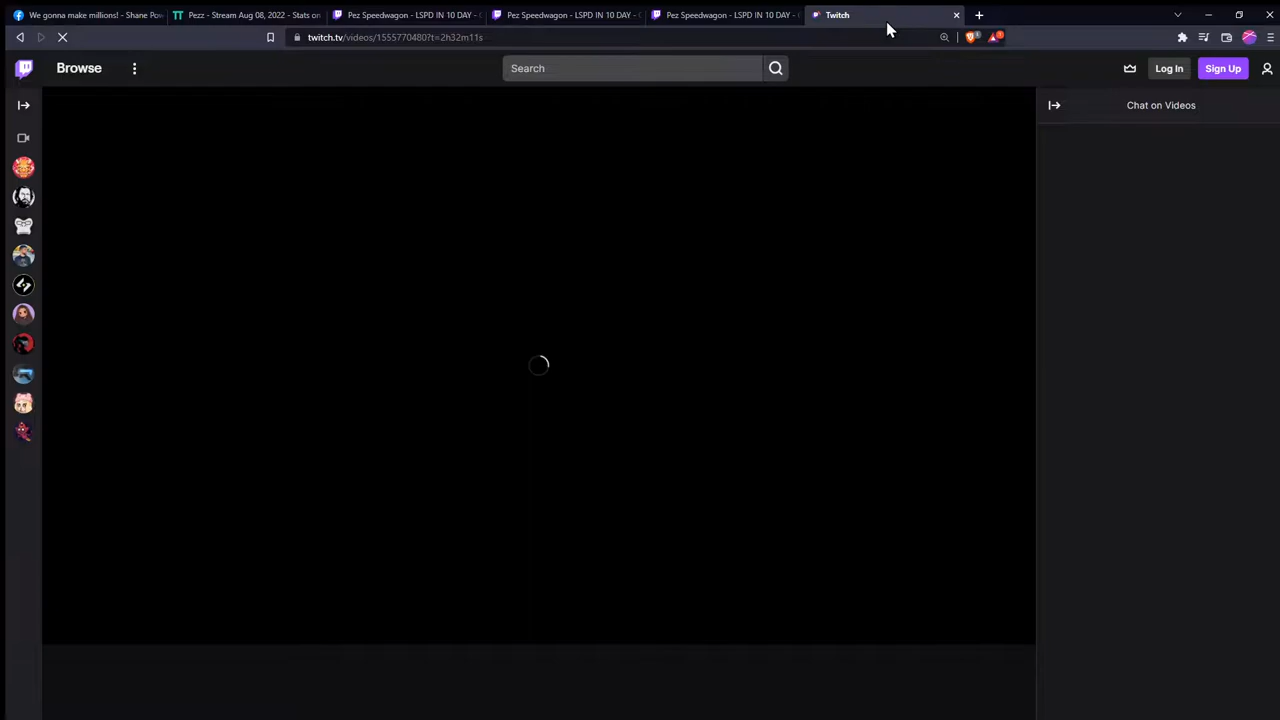 We gonna make millions! - Shane Pow
Pezz - Stream Aug 08, 2022 - Stats on
Pez Speedwagon - LSPD IN 10 DAY - (
Pez Speedwagon - LSPD IN 10 DAY - (
Pez Speedwagon - LSPD IN 10 DAY - (
Twitch
twitch.tv/videos/1555770480?t=2h32m11s
Browse
Search
Log In
Sign Up
Chat on Videos